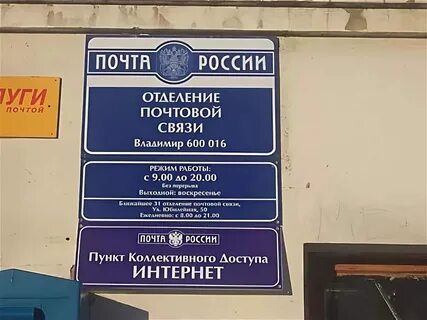 ПОЧТА РОССИИ
ОТДЕЛЕНИЕ
ПОЧТОВОЙ
СВЯЗИ
Владимир 600 016
РЕЖИМ РАБОТЫ:
с 9.00 до 20.00
Без перерыва
Выходной: воскресенье
Ближайшее 31 отделение почтовой связи,
Ул. Юбилейная, 50
Ежедневно: с 8.00 до 21.00
ПОЧТА РОССИИ
Пункт Коллективного Доступа
ИНТЕРНЕТ
ЛУГИ
ПОЧТОЙ